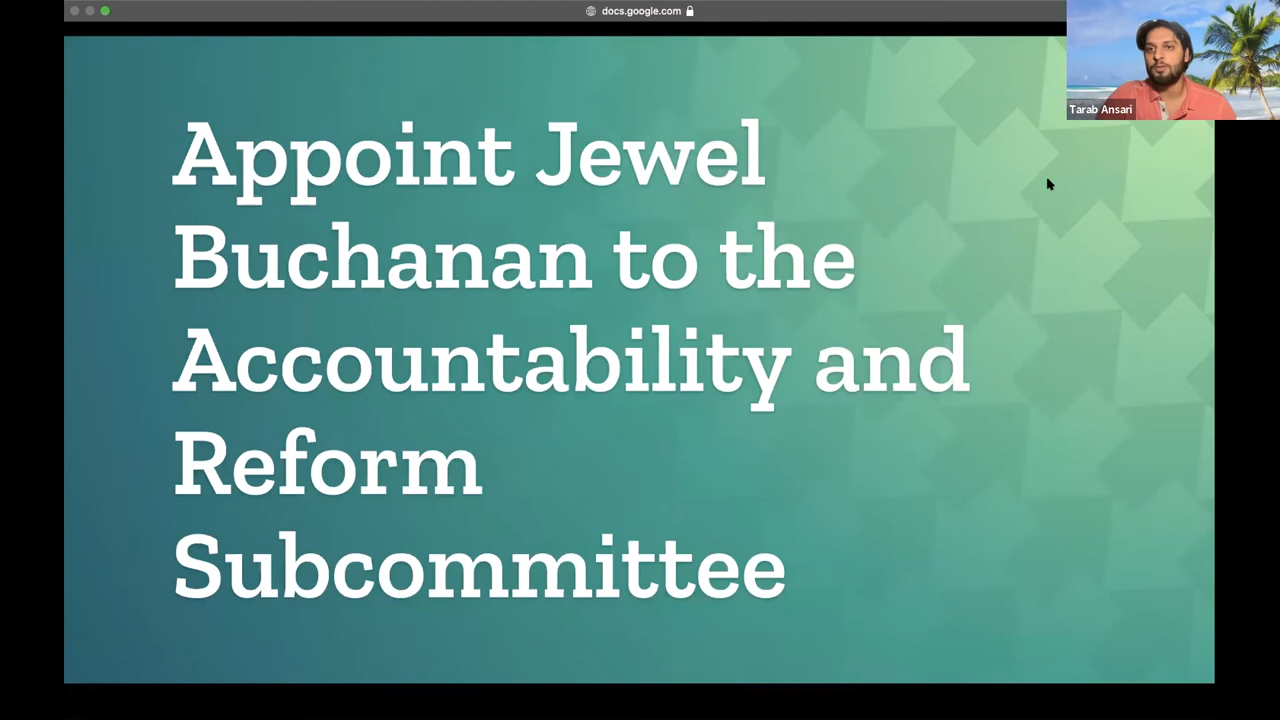 docs.google.com
Tarab Ansari
Appoint Jewel
Buchanan to the
Accountability and
Reform
Subcommittee